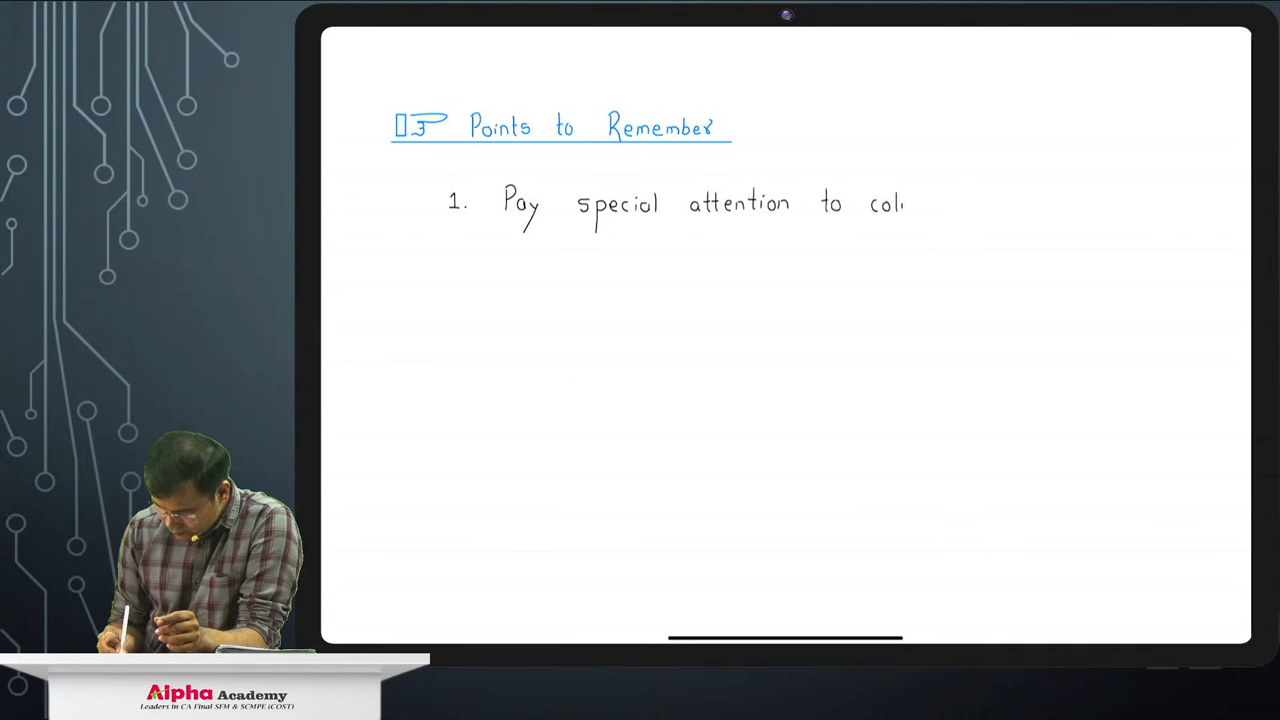 Points to Remember
1. Pay special attention to
Alpha Academy
Leaders in CA Final SFM & SCMPE (COST)